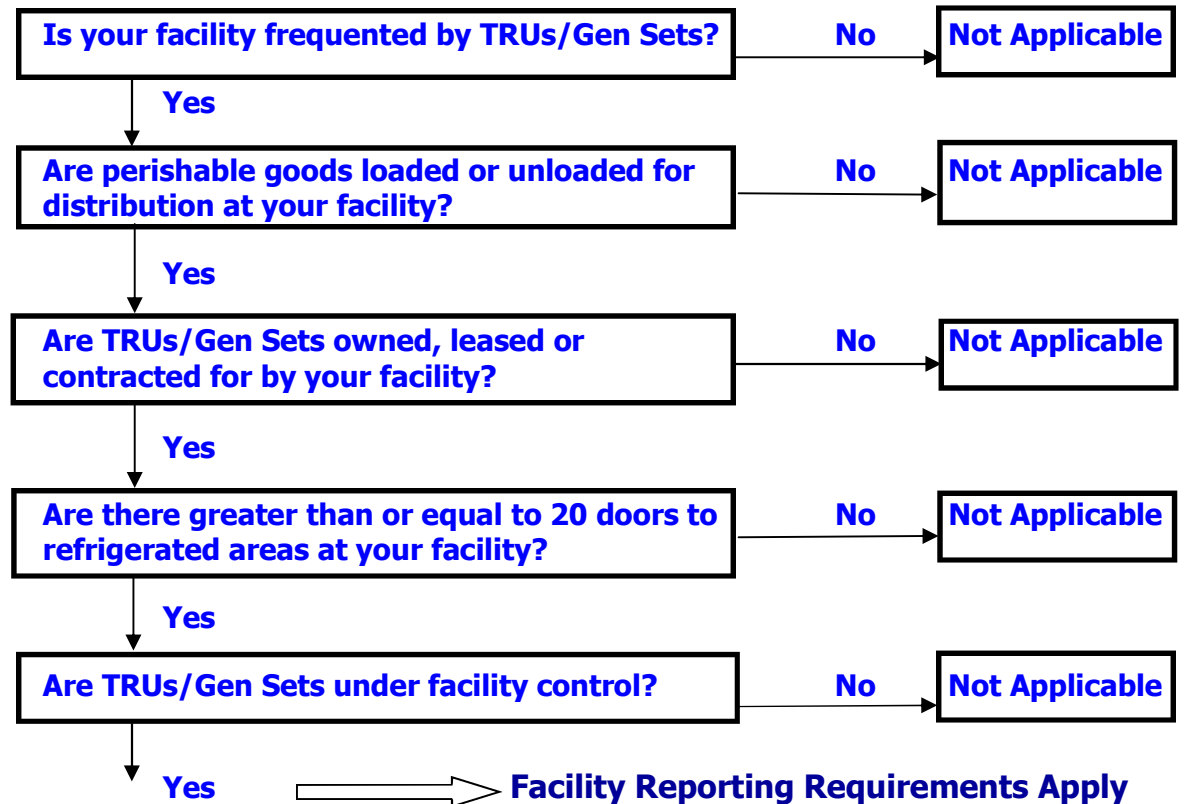 Is your facility frequented by TRUs/Gen Sets?
No
Not Applicable
Yes
Are perishable goods loaded or unloaded for
distribution at your facility?
No
Not Applicable
Yes
Are TRUs/Gen Sets owned, leased or
contracted for by your facility?
No
Not Applicable
Yes
Are there greater than or equal to 20 doors to
refrigerated areas at your facility?
No
Not Applicable
Yes
Are TRUs/Gen Sets under facility control?
No
Not Applicable
Yes
Facility Reporting Requirements Apply